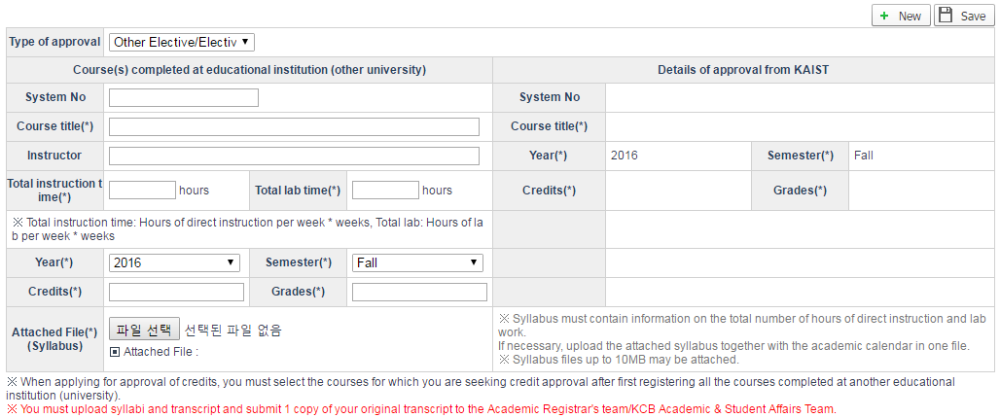 + New Save
Type of approval Other Elective/Electiv
Course(s) completed at educational institution (other university) Details of approval from KAIST
System No System No
Course title(*) Course title(*)
Instructor Year(*) 2016 Semester(*) Fall
Total instruction t
ime(*) hours Total lab time(*) hours Credits(*) Grades(*)
※ Total instruction time: Hours of direct instruction per week * weeks, Total lab: Hours of la
b per week * weeks
Year(*) 2016 Semester(*) Fall
Credits(*) Grades(*)
Attached File(*)
(Syllabus)
파일 선택 선택된 파일 없음
Attached File :
※ Syllabus must contain information on the total number of hours of direct instruction and lab
work.
If necessary, upload the attached syllabus together with the academic calendar in one file.
※ Syllabus files up to 10MB may be attached.
※ When applying for approval of credits, you must select the courses for which you are seeking credit approval after first registering all the courses completed at another educational
institution (university).
※ You must upload syllabi and transcript and submit 1 copy of your original transcript to the Academic Registrar's team/KCB Academic & Student Affairs Team.